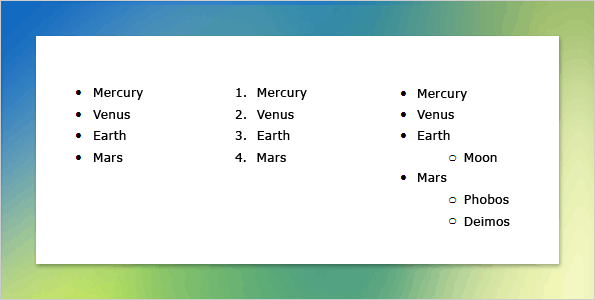 • Mercury
• Venus
• Earth
• Mars
1. Mercury
2. Venus
3. Earth
4. Mars
• Mercury
• Venus
• Earth
○ Moon
• Mars
○ Phobos
○ Deimos